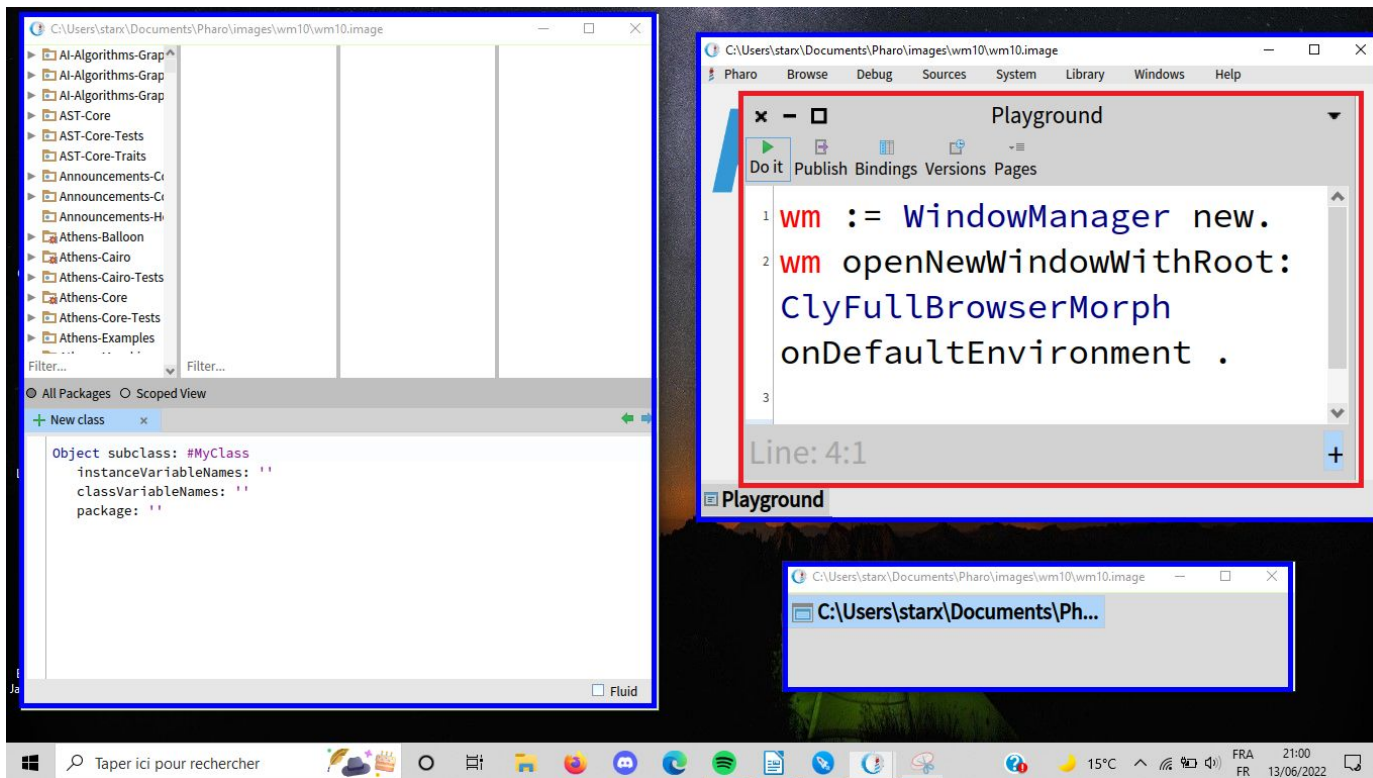 C:\Users\starx\Documents\Pharo\images\wm10\wm10.image
AI-Algorithms-Grap
AI-Algorithms-Grap
AI-Algorithms-Grap
AST-Core
AST-Core-Tests
AST-Core-Traits
Announcements-Co
Announcements-Co
Announcements-H
Athens-Balloon
Athens-Cairo
Athens-Cairo-Tests
Athens-Core
Athens-Core-Tests
Athens-Examples
Filter... Filter...
All Packages Scoped View
New class
Object subclass: #MyClass
instanceVariableNames: ''
classVariableNames: ''
package: ''
Fluid
C:\Users\starx\Documents\Pharo\images\wm10\wm10.image
Pharo Browse Debug Sources System Library Windows Help
Playground
Do it Publish Bindings Versions Pages
1 wm := WindowManager new.
2 wm openNewWindowWithRoot:
ClyFullBrowserMorph
onDefaultEnvironment .
3
Line: 4:1 +
Playground
C:\Users\starx\Documents\Pharo\images\wm10\wm10.image
C:\Users\starx\Documents\Ph...
Taper ici pour rechercher
15°C
FRA
FR
21:00
13/06/2022